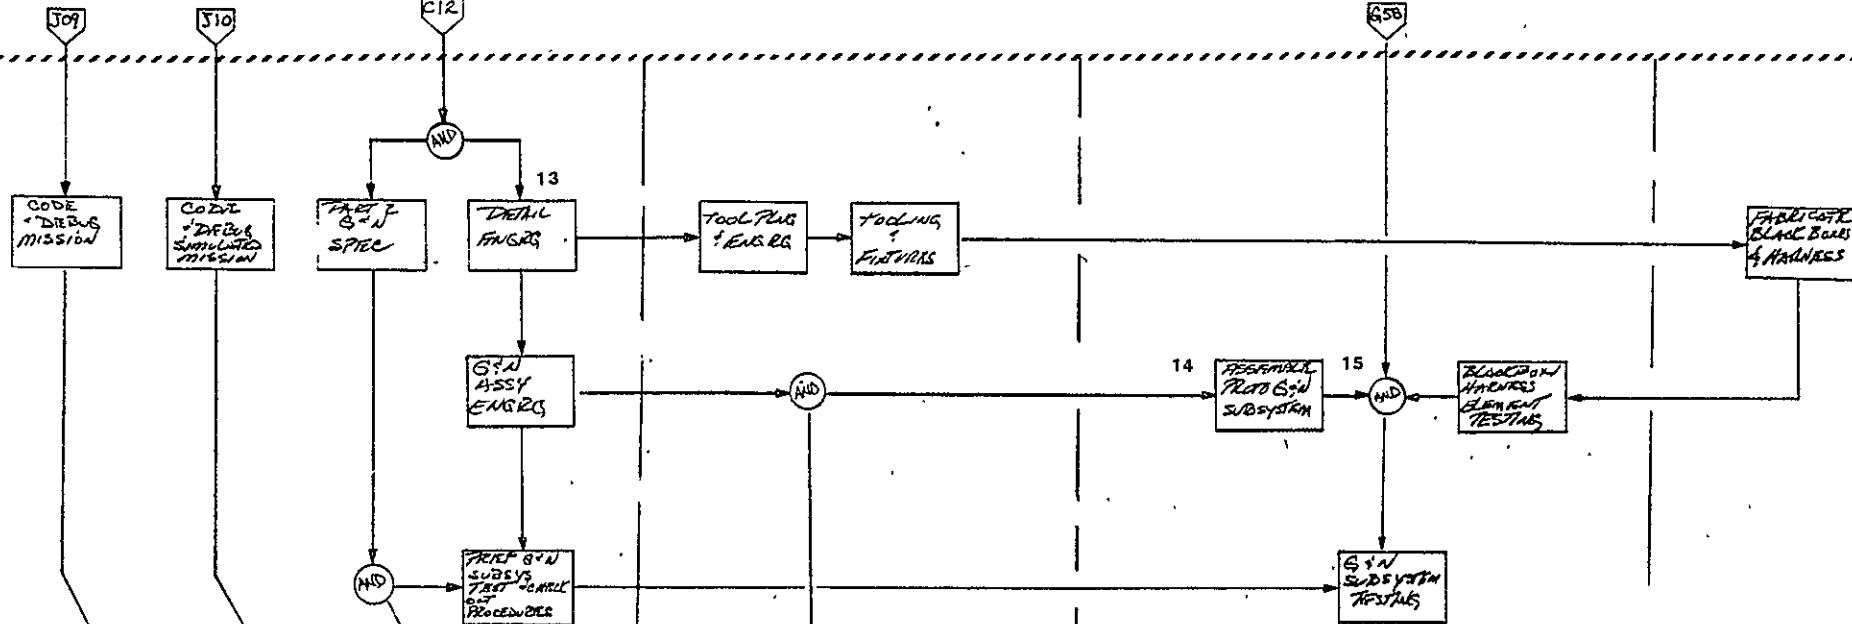 J09
J10
C12
G5B
AND
13
CODE
& DEBUG
MISSION
CODE
& DEBUG
SIMULATED
MISSION
PART 2
G&N
SPEC
DETAIL
ENGRG
TOOL PLNG
& ENGRG
TOOLING
&
FIXTURES
FABRICATE
BLACK BOXES
& HARNESS
G&N
ASSY
ENGRG
AND
14
ASSEMBLE
PROTO G&N
SUBSYSTEM
15
AND
BLACK BOX
HARNESS
ELEMENT
TESTING
AND
PREP G&N
SUBSYS
TEST & CHECK
OUT
PROCEDURES
G&N
SUBSYSTEM
TESTING